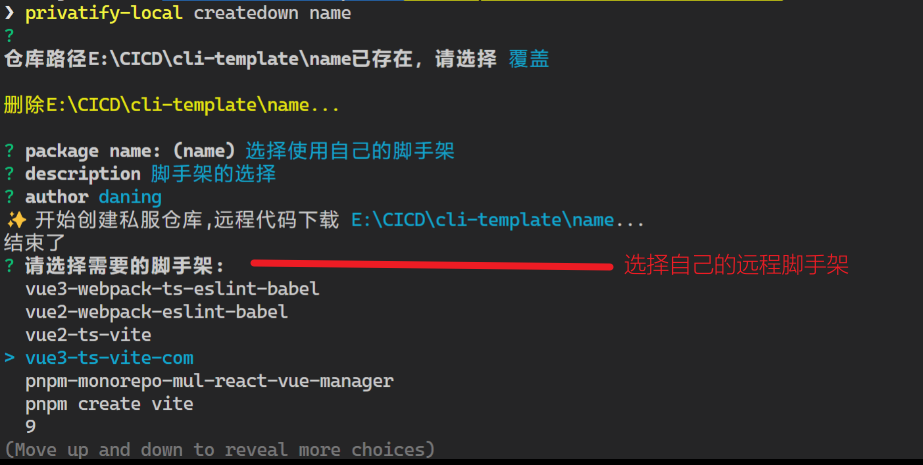 ❯ privatify-local createdown name
?
仓库路径E:\CICD\cli-template\name已存在，请选择 覆盖
删除E:\CICD\cli-template\name...
? package name: (name) 选择使用自己的脚手架
? description 脚手架的选择
? author daning
✨ 开始创建私服仓库,远程代码下载 E:\CICD\cli-template\name...
结束了
? 请选择需要的脚手架: 选择自己的远程脚手架
vue3-webpack-ts-eslint-babel
vue2-webpack-eslint-babel
vue2-ts-vite
> vue3-ts-vite-com
pnpm-monorepo-mul-react-vue-manager
pnpm create vite
9
(Move up and down to reveal more choices)